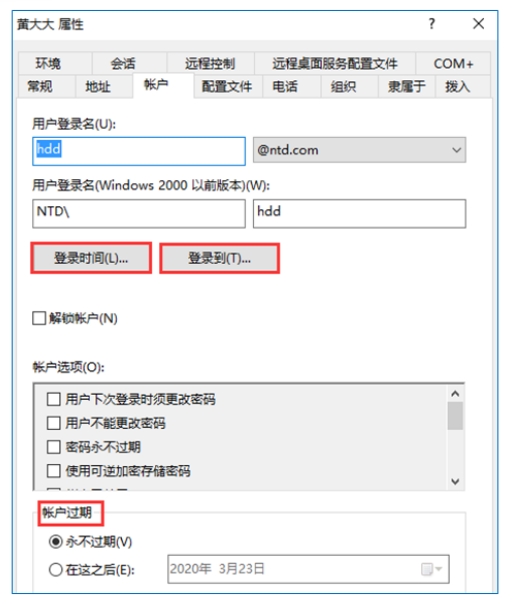 黄大大 属性
? ×
环境 会话 远程控制 远程桌面服务配置文件 COM+
常规 地址 帐户 配置文件 电话 组织 隶属于 拨入
用户登录名(U):
hdd @ntd.com
用户登录名(Windows 2000 以前版本)(W):
NTD\ hdd
登录时间(L)... 登录到(T)...
解锁帐户(N)
帐户选项(O):
用户下次登录时须更改密码
用户不能更改密码
密码永不过期
使用可逆加密存储密码
帐户过期
永不过期(V)
在这之后(E): 2020年 3月23日